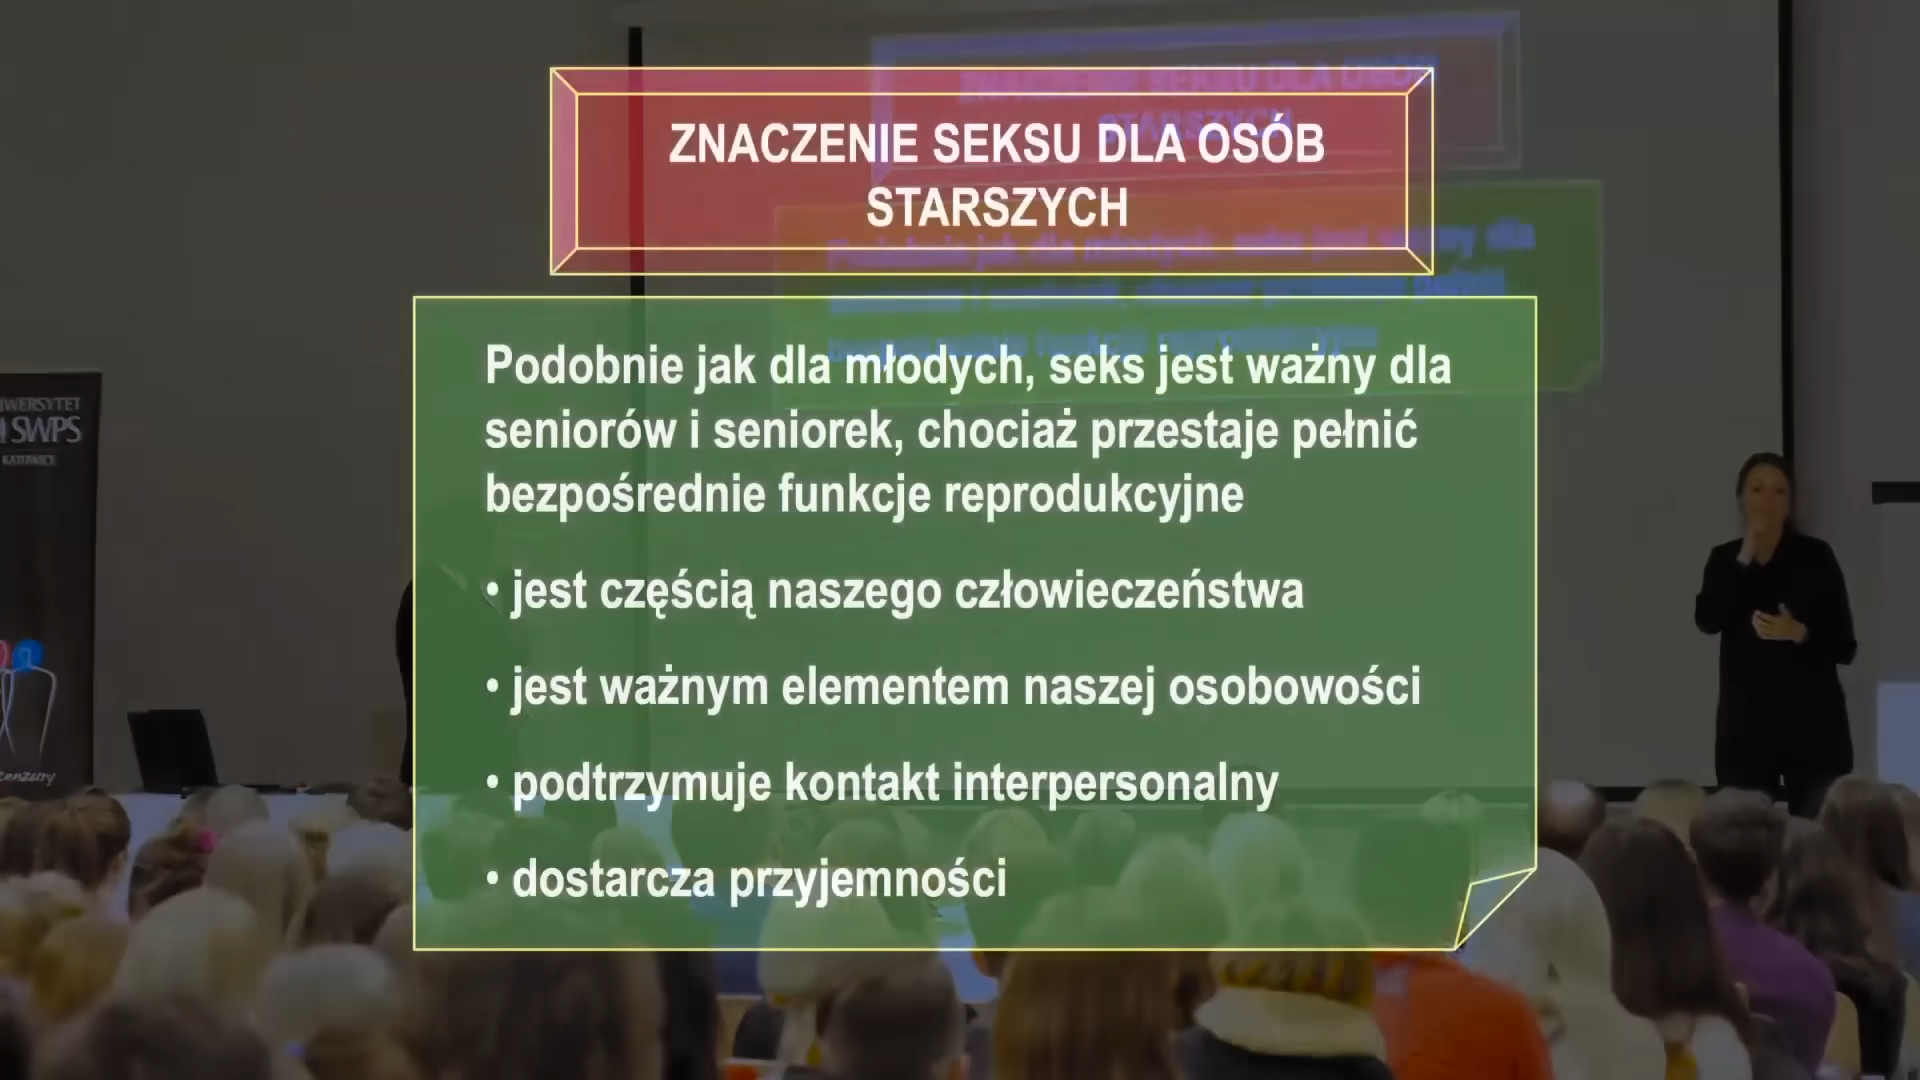 ZNACZENIE SEKSU DLA OSÓB
STARSZYCH
Podobnie jak dla młodych, seks jest ważny dla
seniorów i seniorek, chociaż przestaje pełnić
bezpośrednie funkcje reprodukcyjne
• jest częścią naszego człowieczeństwa
• jest ważnym elementem naszej osobowości
• podtrzymuje kontakt interpersonalny
• dostarcza przyjemności
SWPS
KATOWICE